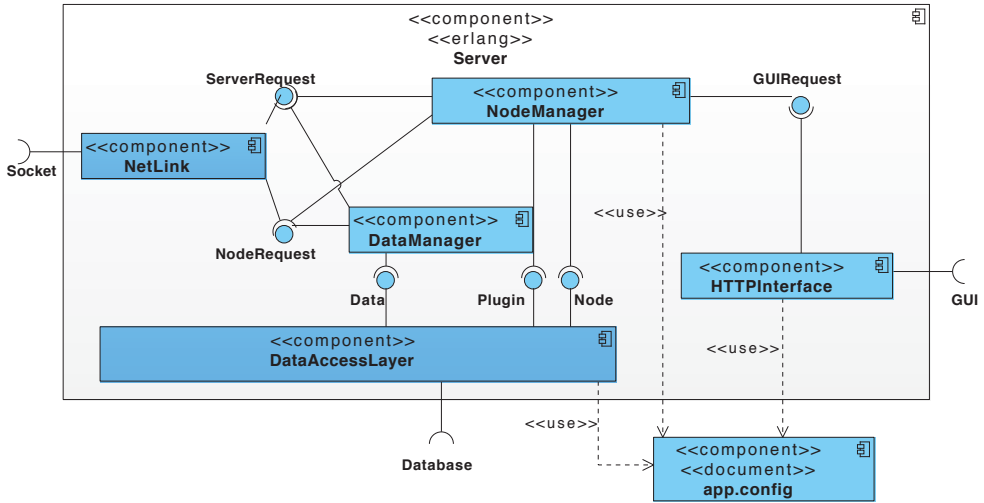 <<component>>
<<erlang>>
Server
ServerRequest
<<component>>
NodeManager
GUIRequest
<<component>>
NetLink
Socket
<<component>>
DataManager
<<use>>
NodeRequest
<<component>>
HTTPInterface
Data
Plugin
Node
GUI
<<component>>
DataAccessLayer
<<use>>
<<use>>
Database
<<component>>
<<document>>
app.config